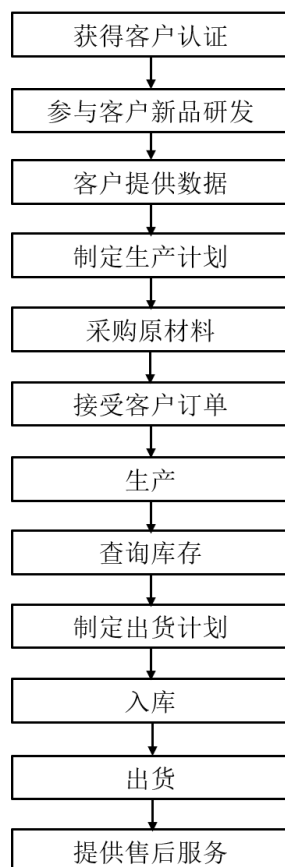 获得客户认证
参与客户新品研发
客户提供数据
制定生产计划
采购原材料
接受客户订单
生产
查询库存
制定出货计划
入库
出货
提供售后服务